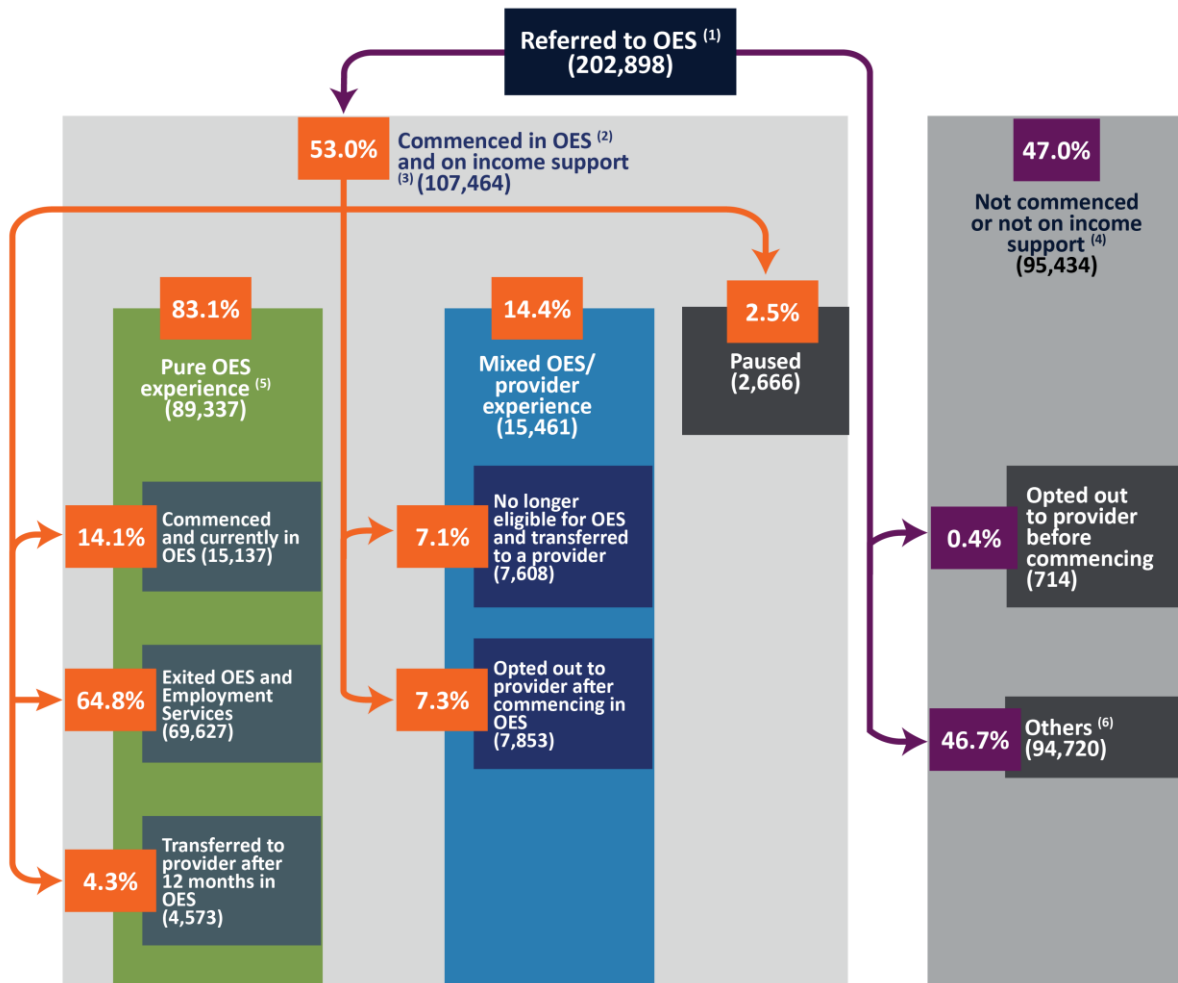 Referred to OES (1)
(202,898)
53.0%
Commenced in OES (2)
and on income support
(3) (107,464)
47.0%
Not commenced
or not on income
support (4)
(95,434)
83.1%
Pure OES
experience (5)
(89,337)
14.4%
Mixed OES/
provider
experience
(15,461)
2.5%
Paused
(2,666)
14.1%
Commenced
and currently in
OES (15,137)
64.8%
Exited OES and
Employment
Services
(69,627)
4.3%
Transferred to
provider after
12 months in
OES
(4,573)
7.1%
No longer
eligible for OES
and transferred
to a provider
(7,608)
7.3%
Opted out to
provider after
commencing in
OES
(7,853)
0.4%
Opted out
to provider
before
commencing
(714)
46.7%
Others (6)
(94,720)